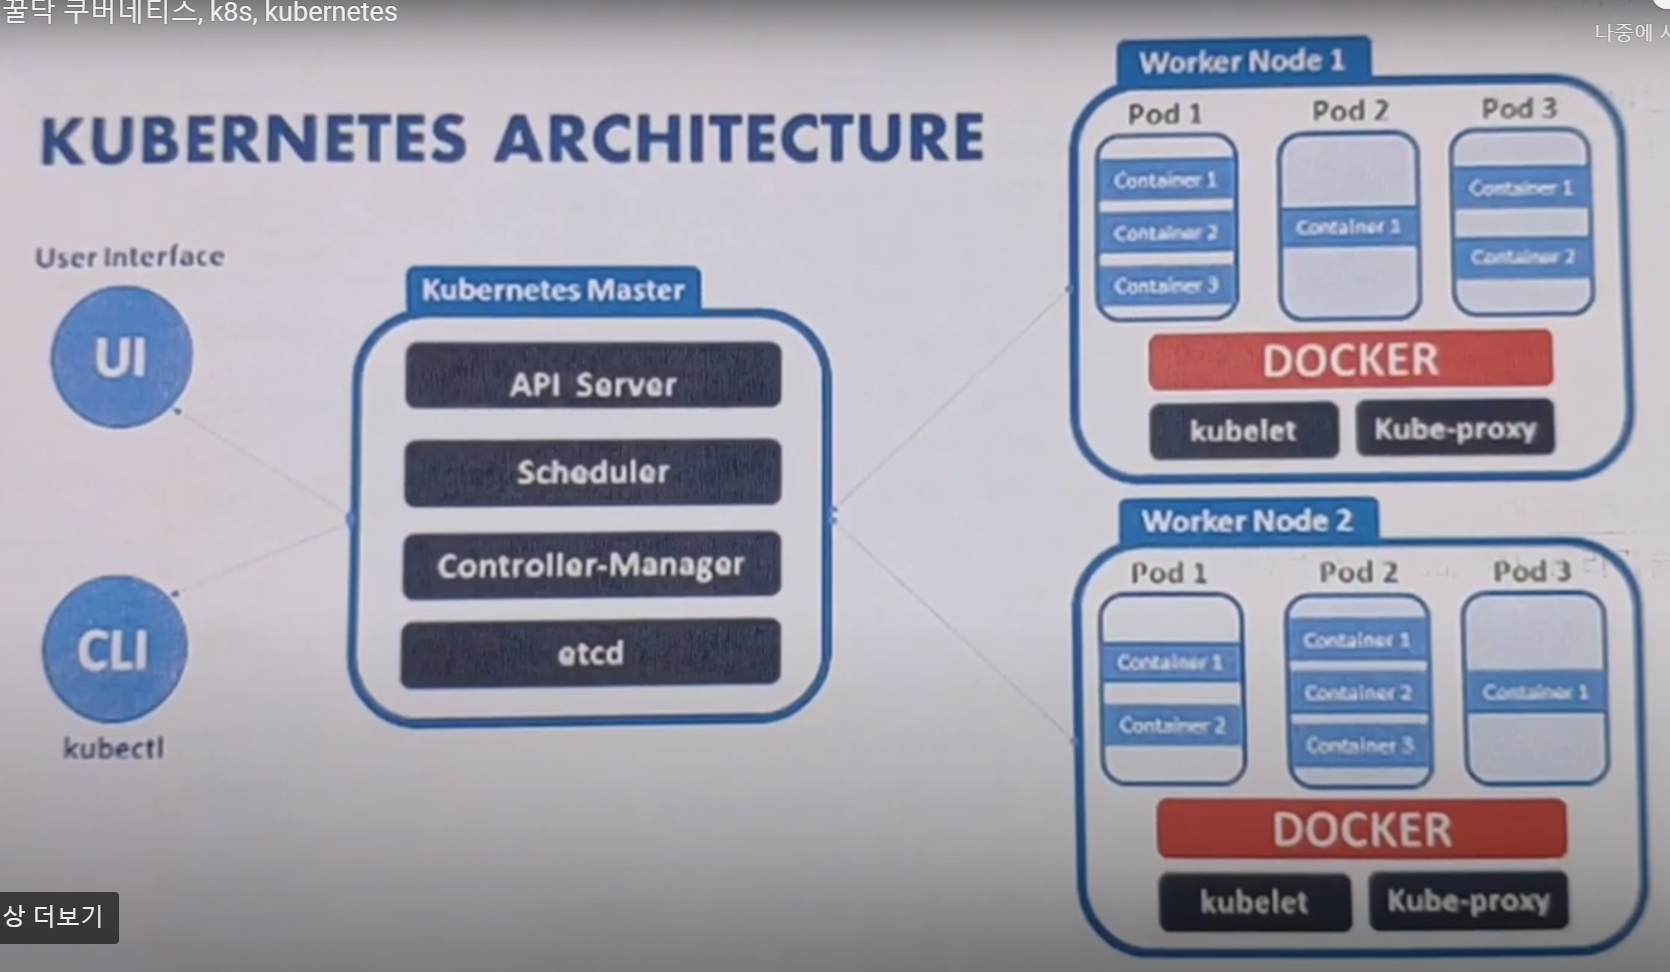 꿀닥 쿠버네티스, k8s, kubernetes
나중에
KUBERNETES ARCHITECTURE
User Interface
UI
CLI
kubectl
Kubernetes Master
API Server
Scheduler
Controller-Manager
etcd
Worker Node 1
Pod 1
Container 1
Container 2
Container 3
Pod 2
Container 1
Pod 3
Container 1
Container 2
DOCKER
kubelet
Kube-proxy
Worker Node 2
Pod 1
Container 1
Container 2
Pod 2
Container 1
Container 2
Container 3
Pod 3
Container 1
DOCKER
kubelet
Kube-proxy
상 더보기